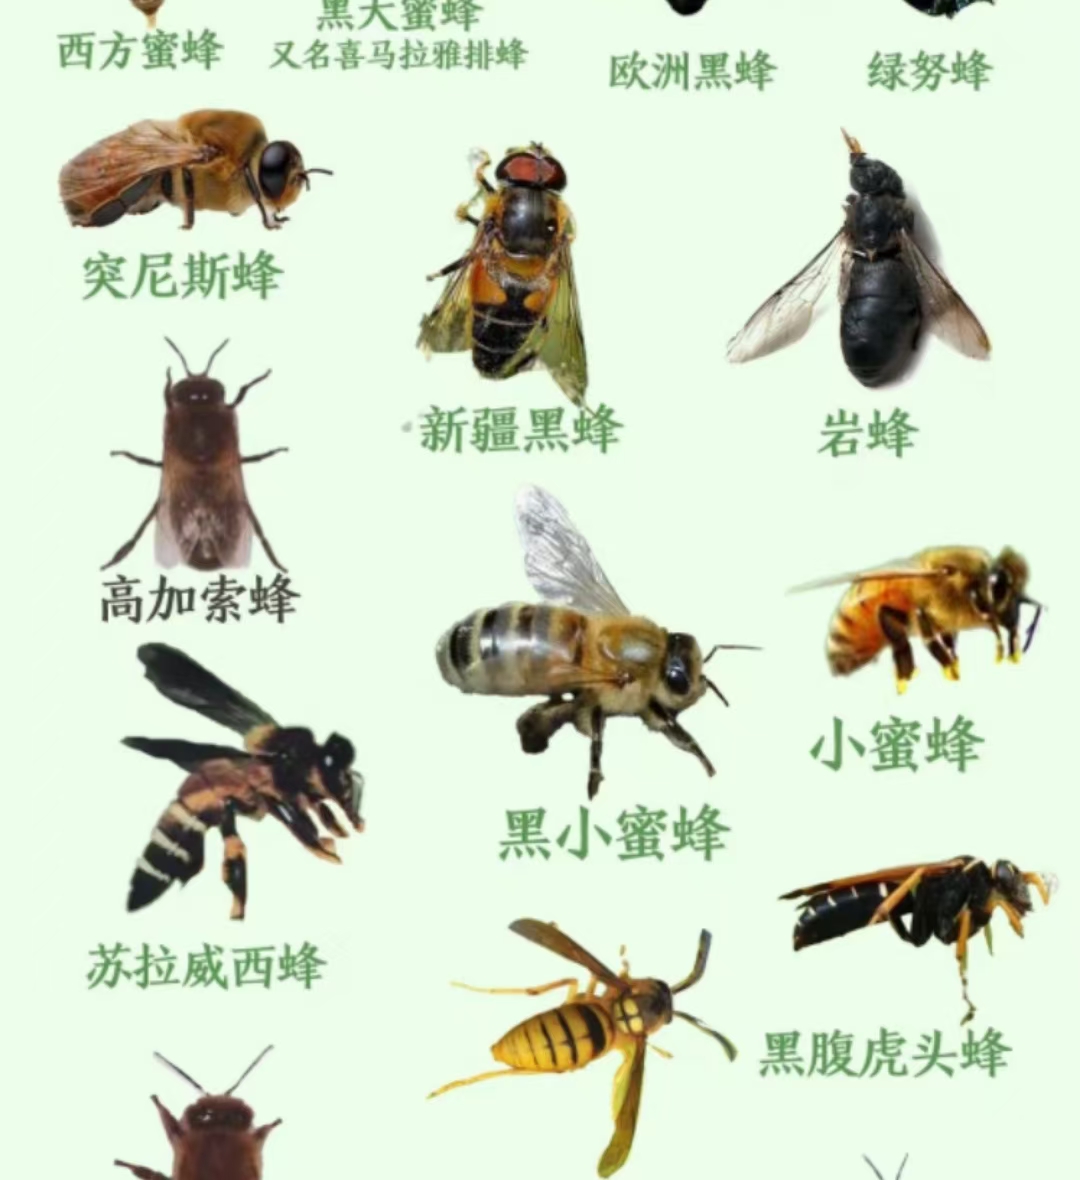 黑大蜜蜂
西方蜜蜂
又名喜马拉雅排蜂
欧洲黑蜂
绿努蜂
突尼斯蜂
新疆黑蜂
岩蜂
高加索蜂
小蜜蜂
黑小蜜蜂
苏拉威西蜂
黑腹虎头蜂